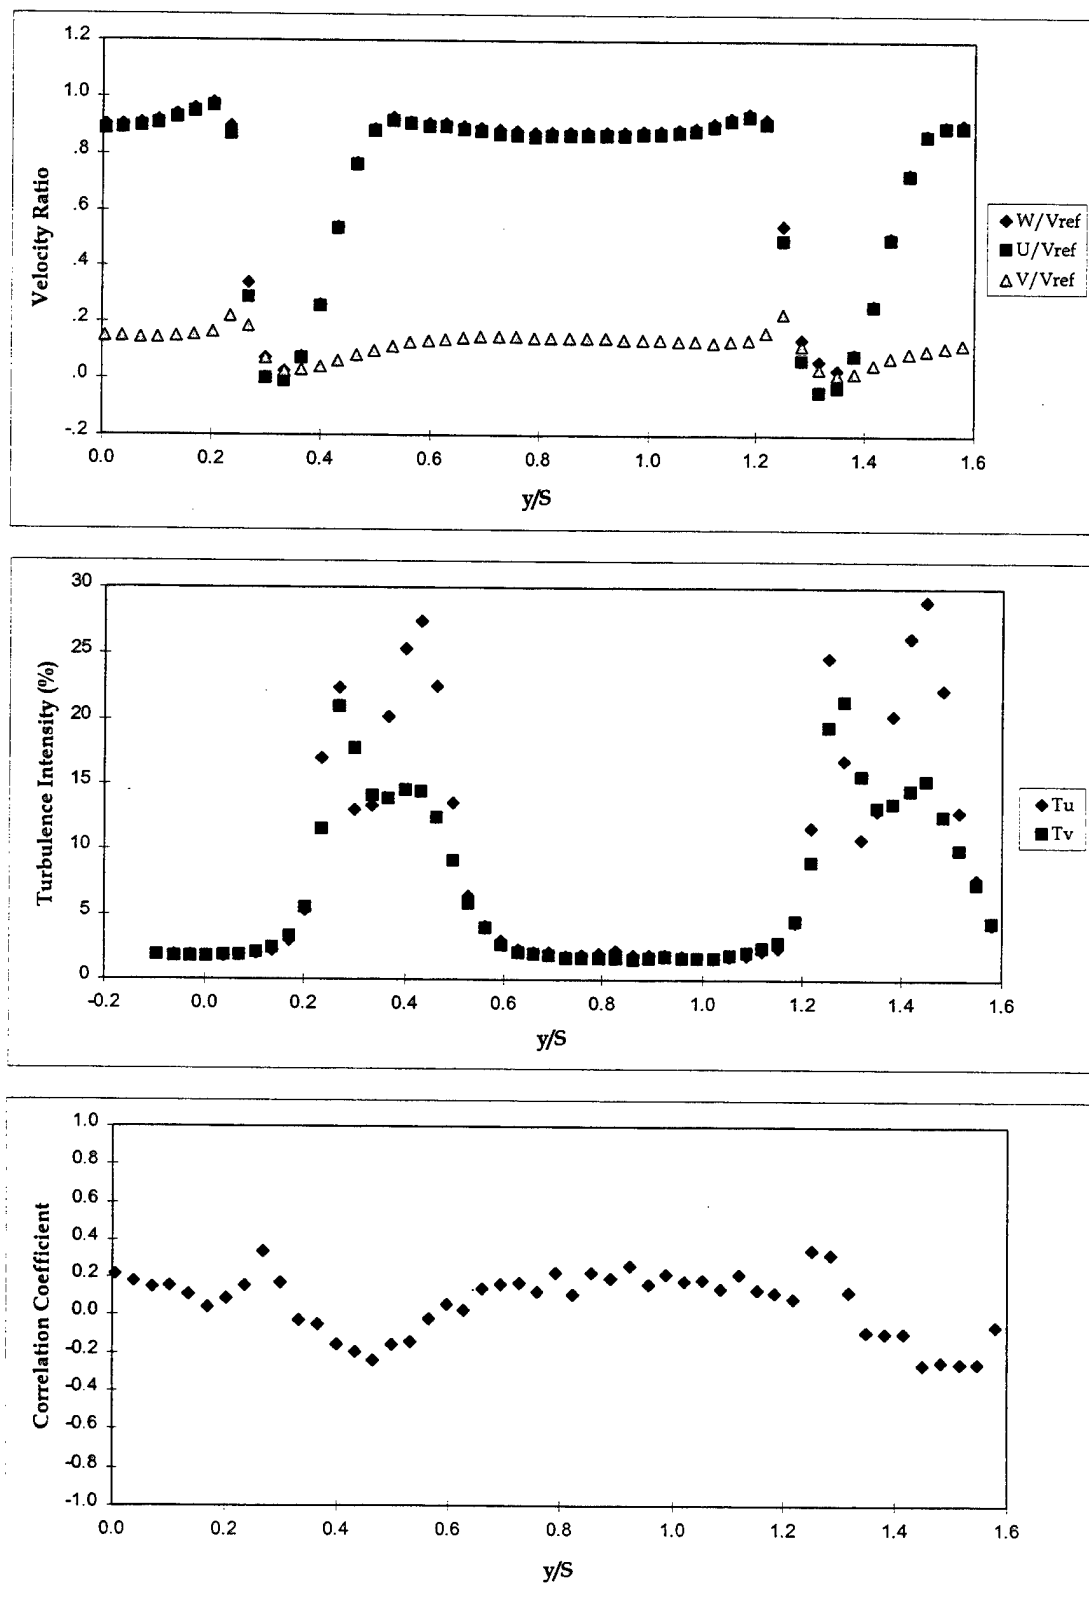 1.2
1.0
.8
.6
.4
.2
.0
-.2
Velocity Ratio
0.0 0.2 0.4 0.6 0.8 1.0 1.2 1.4 1.6
y/S
W/Vref
U/Vref
V/Vref
30
25
20
15
10
5
0
Turbulence Intensity (%)
-0.2 0.0 0.2 0.4 0.6 0.8 1.0 1.2 1.4 1.6
y/S
Tu
Tv
1.0
0.8
0.6
0.4
0.2
0.0
-0.2
-0.4
-0.6
-0.8
-1.0
Correlation Coefficient
0.0 0.2 0.4 0.6 0.8 1.0 1.2 1.4 1.6
y/S